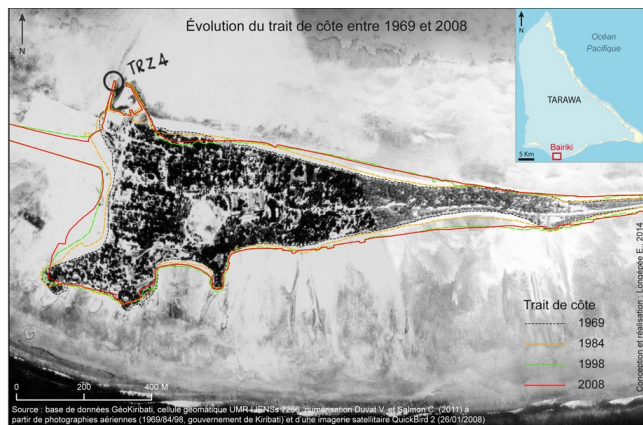 Évolution du trait de côte entre 1969 et 2008
N
TRZ4
N
Océan
Pacifique
TARAWA
Bairiki
5 Km
Trait de côte
1969
1984
1998
2008
0 200 400 M
Source : base de données GéoKiribati, cellule géomatique UMR LIENSs 7266, numérisation Duvat V. et Salmon C. (2011) à
partir de photographies aériennes (1969/84/98, gouvernement de Kiribati) et d'une imagerie satellitaire QuickBird 2 (26/01/2008)
Conception et réalisation : Longépée E., 2014